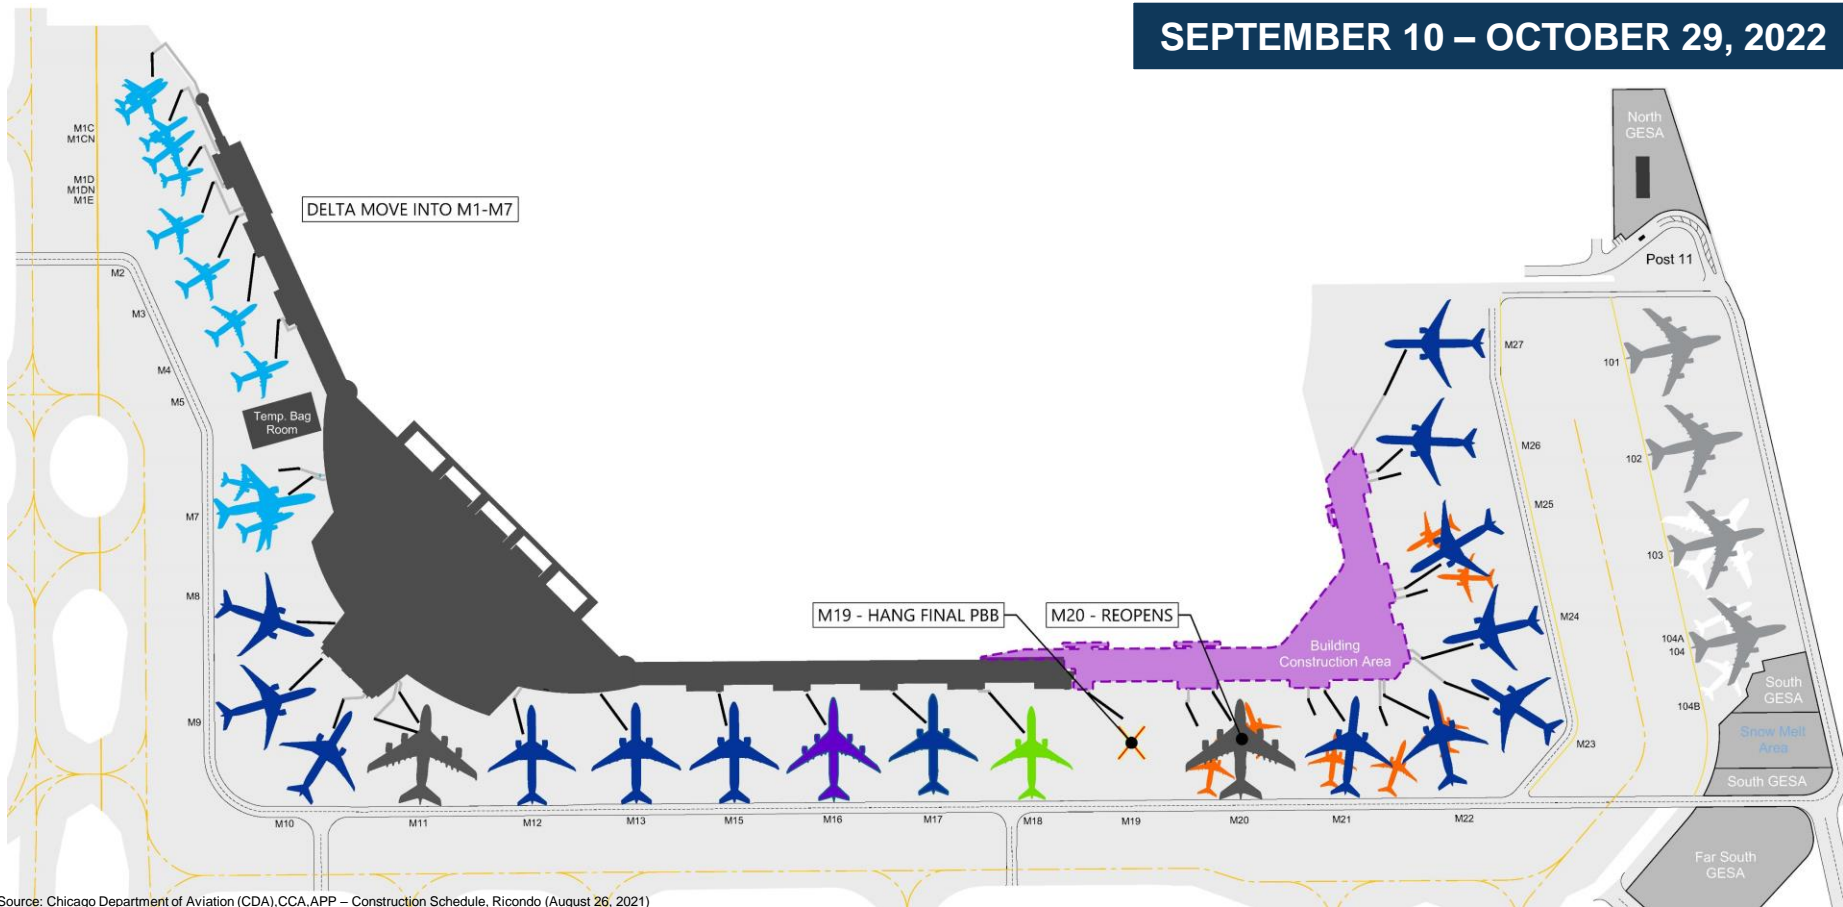 SEPTEMBER 10 – OCTOBER 29, 2022
North
GESA
M1C
M1CN
M1D
M1DN
M1E
DELTA MOVE INTO M1-M7
Post 11
M2
M3
M4
M5
Temp. Bag
Room
M7
M8
M9
M27
M26
M25
M24
M23
101
102
103
104A
104
104B
M19 - HANG FINAL PBB
M20 - REOPENS
Building
Construction Area
South
GESA
Snow Melt
Area
South GESA
M10
M11
M12
M13
M15
M16
M17
M18
M19
M20
M21
M22
Far South
GESA
Source: Chicago Department of Aviation (CDA),CCA,APP – Construction Schedule, Ricondo (August 26, 2021)